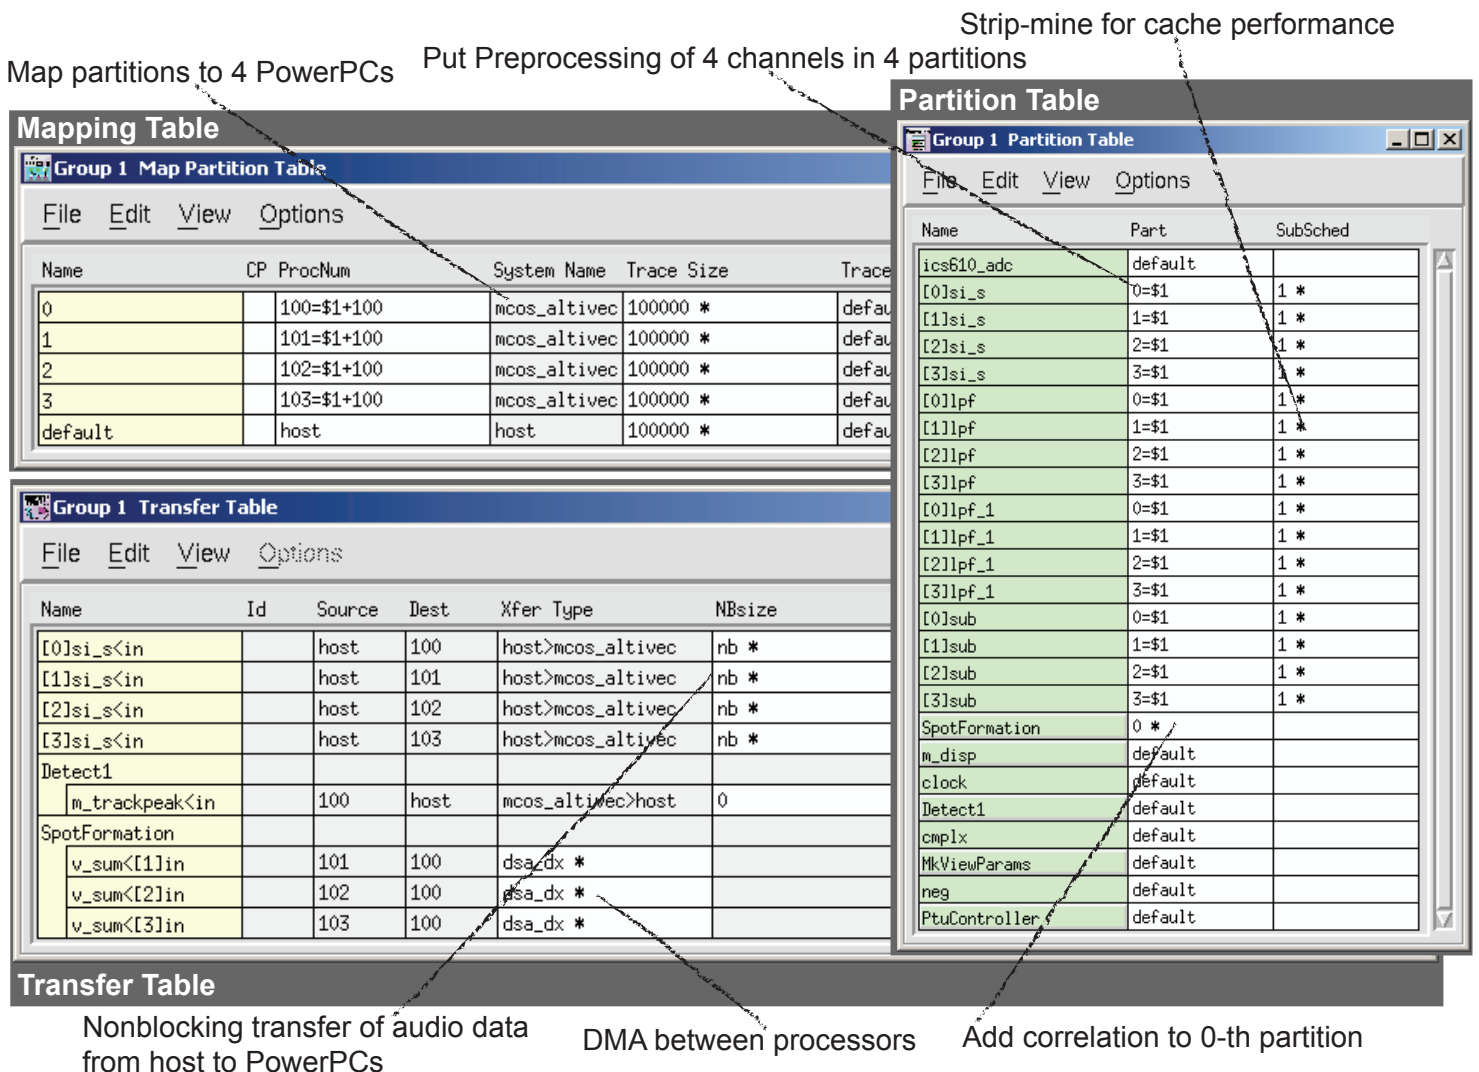 Strip-mine for cache performance
Put Preprocessing of 4 channels in 4 partitions
Map partitions to 4 PowerPCs
Mapping Table
Group 1 Map Partition Table
File Edit View Options
Name CP ProcNum System Name Trace Size Trace
0 100=$1+100 mcos_altivec 100000 * defau
1 101=$1+100 mcos_altivec 100000 * defau
2 102=$1+100 mcos_altivec 100000 * defau
3 103=$1+100 mcos_altivec 100000 * defau
default host host 100000 * defau
Group 1 Transfer Table
File Edit View Options
Name Id Source Dest Xfer Type NBsize
[0]si_s<in host 100 host>mcos_altivec nb *
[1]si_s<in host 101 host>mcos_altivec nb *
[2]si_s<in host 102 host>mcos_altivec nb *
[3]si_s<in host 103 host>mcos_altivec nb *
Detect1
m_trackpeak<in 100 host mcos_altivec>host 0
SpotFormation
v_sum<[1]in 101 100 dsa_dx *
v_sum<[2]in 102 100 dsa_dx *
v_sum<[3]in 103 100 dsa_dx *
Transfer Table
Partition Table
Group 1 Partition Table
File Edit View Options
Name Part SubSched
ics610_adc default
[0]si_s 0=$1 1 *
[1]si_s 1=$1 1 *
[2]si_s 2=$1 1 *
[3]si_s 3=$1 1 *
[0]lpf 0=$1 1 *
[1]lpf 1=$1 1 *
[2]lpf 2=$1 1 *
[3]lpf 3=$1 1 *
[0]lpf_1 0=$1 1 *
[1]lpf_1 1=$1 1 *
[2]lpf_1 2=$1 1 *
[3]lpf_1 3=$1 1 *
[0]sub 0=$1 1 *
[1]sub 1=$1 1 *
[2]sub 2=$1 1 *
[3]sub 3=$1 1 *
SpotFormation 0 *
m_disp default
clock default
Detect1 default
cmplx default
MkViewParams default
neg default
PtuController default
Nonblocking transfer of audio data
from host to PowerPCs
DMA between processors
Add correlation to 0-th partition